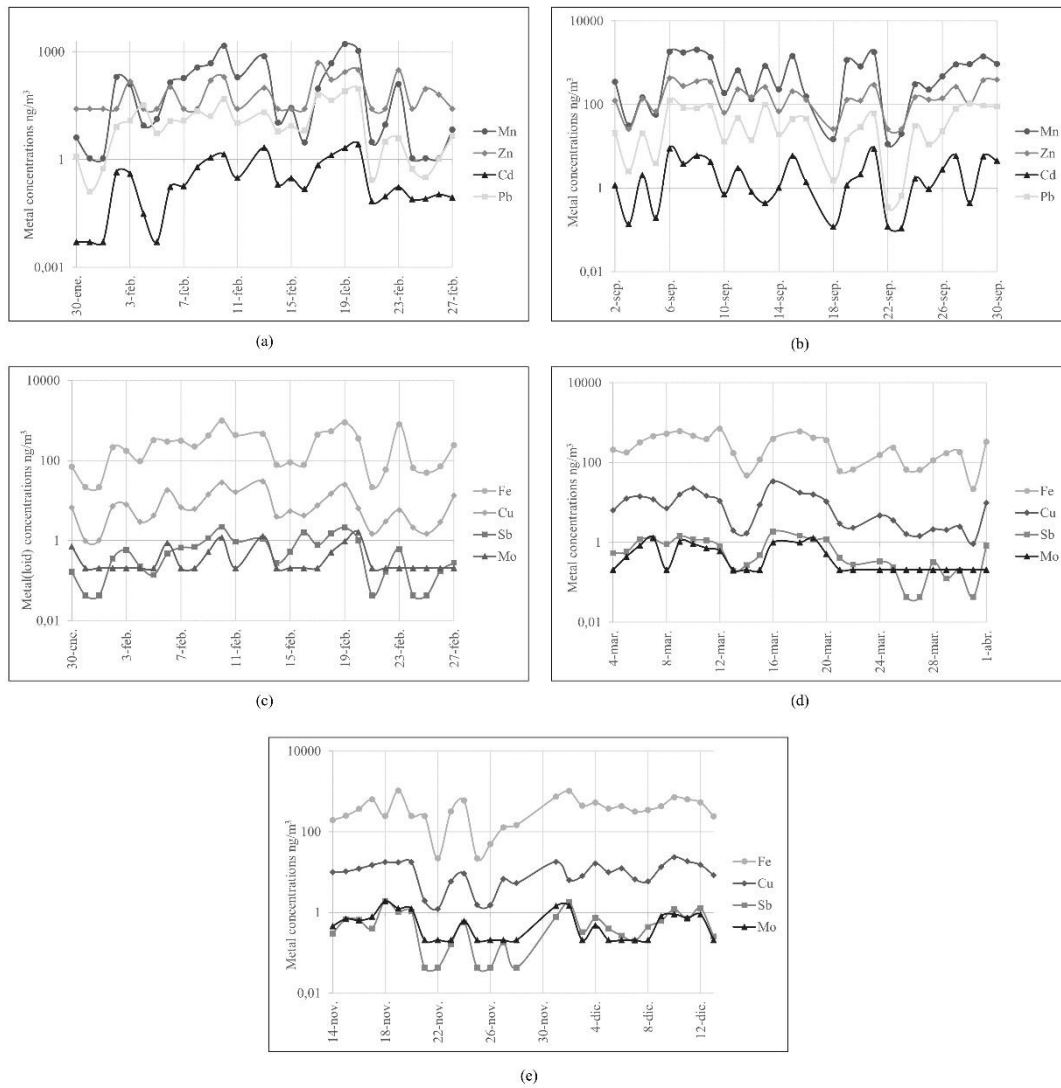 Metal concentrations ng/m³
1000
1
0,001
30-ene.
3-feb.
7-feb.
11-feb.
15-feb.
19-feb.
23-feb.
27-feb.
Mn
Zn
Cd
Pb
(a)
Metal concentrations ng/m³
10000
100
1
0,01
2-sep.
6-sep.
10-sep.
14-sep.
18-sep.
22-sep.
26-sep.
30-sep.
Mn
Zn
Cd
Pb
(b)
Metal(loid) concentrations ng/m³
10000
100
1
0,01
30-ene.
3-feb.
7-feb.
11-feb.
15-feb.
19-feb.
23-feb.
27-feb.
Fe
Cu
Sb
Mo
(c)
Metal concentrations ng/m³
10000
100
1
0,01
4-mar.
8-mar.
12-mar.
16-mar.
20-mar.
24-mar.
28-mar.
1-abr.
Fe
Cu
Sb
Mo
(d)
Metal concentrations ng/m³
10000
100
1
0,01
14-nov.
18-nov.
22-nov.
26-nov.
30-nov.
4-dic.
8-dic.
12-dic.
Fe
Cu
Sb
Mo
(e)